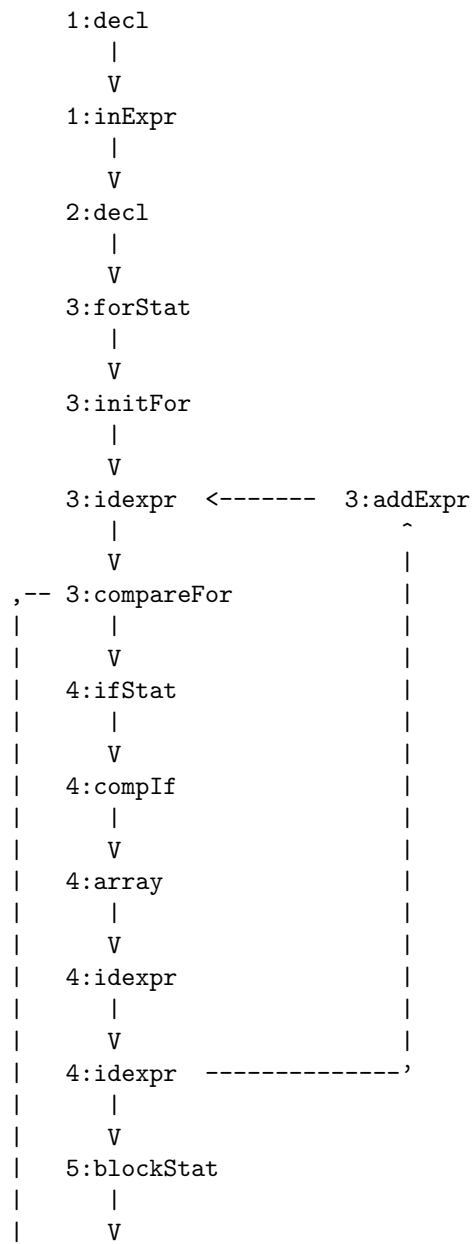 1:decl
       |
       V
    1:inExpr
       |
       V
    2:decl
       |
       V
    3:forStat
       |
       V
    3:initFor
       |
       V
    3:idexpr  <-------  3:addExpr
       |                   ^
       V                   |
,-- 3:compareFor           |
|      |                   |
|      V                   |
|   4:ifStat               |
|      |                   |
|      V                   |
|   4:compIf               |
|      |                   |
|      V                   |
|   4:array                |
|      |                   |
|      V                   |
|   4:idexpr               |
|      |                   |
|      V                   |
|   4:idexpr  --------------’
|      |
|      V
|   5:blockStat
|      |
|      V